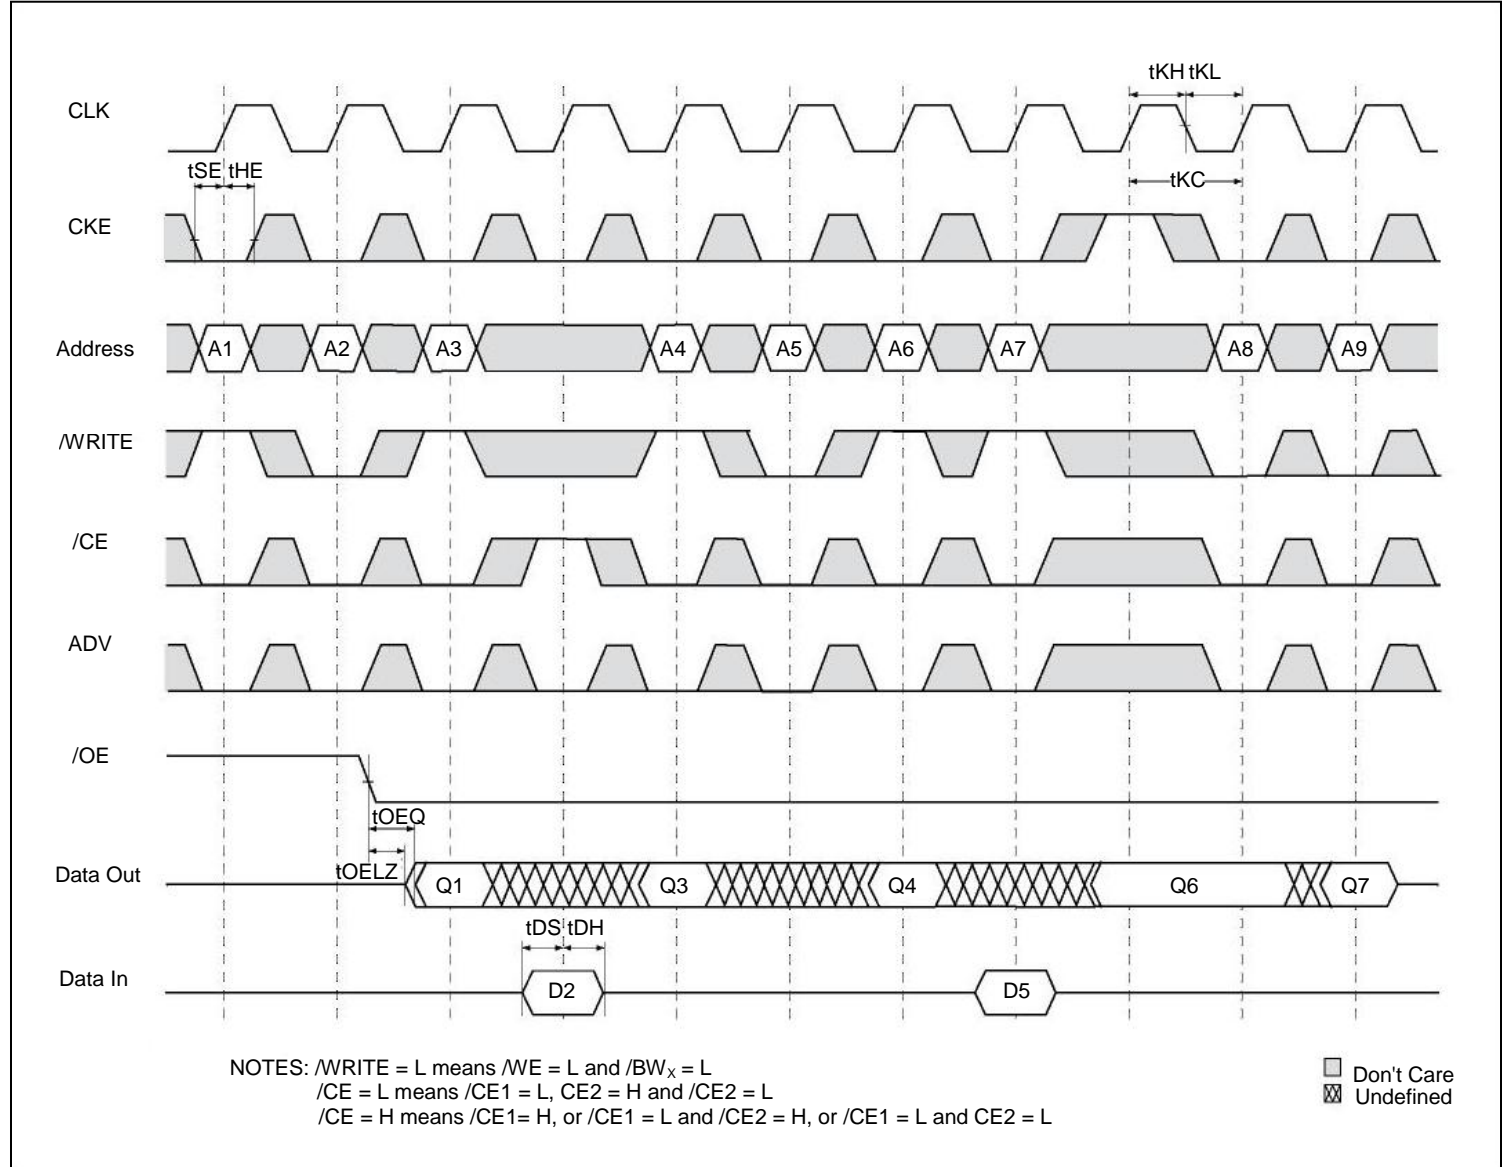 tKH tKL
CLK
tSE tHE
tKC
CKE
Address A1 A2 A3 A4 A5 A6 A7 A8 A9
/WRITE
/CE
ADV
/OE
tOEQ
tOELZ
Data Out Q1 Q3 Q4 Q6 Q7
tDS tDH
Data In D2 D5
NOTES: /WRITE = L means /WE = L and /BWX = L
/CE = L means /CE1 = L, CE2 = H and /CE2 = L
/CE = H means /CE1= H, or /CE1 = L and /CE2 = H, or /CE1 = L and CE2 = L
Don't Care
Undefined